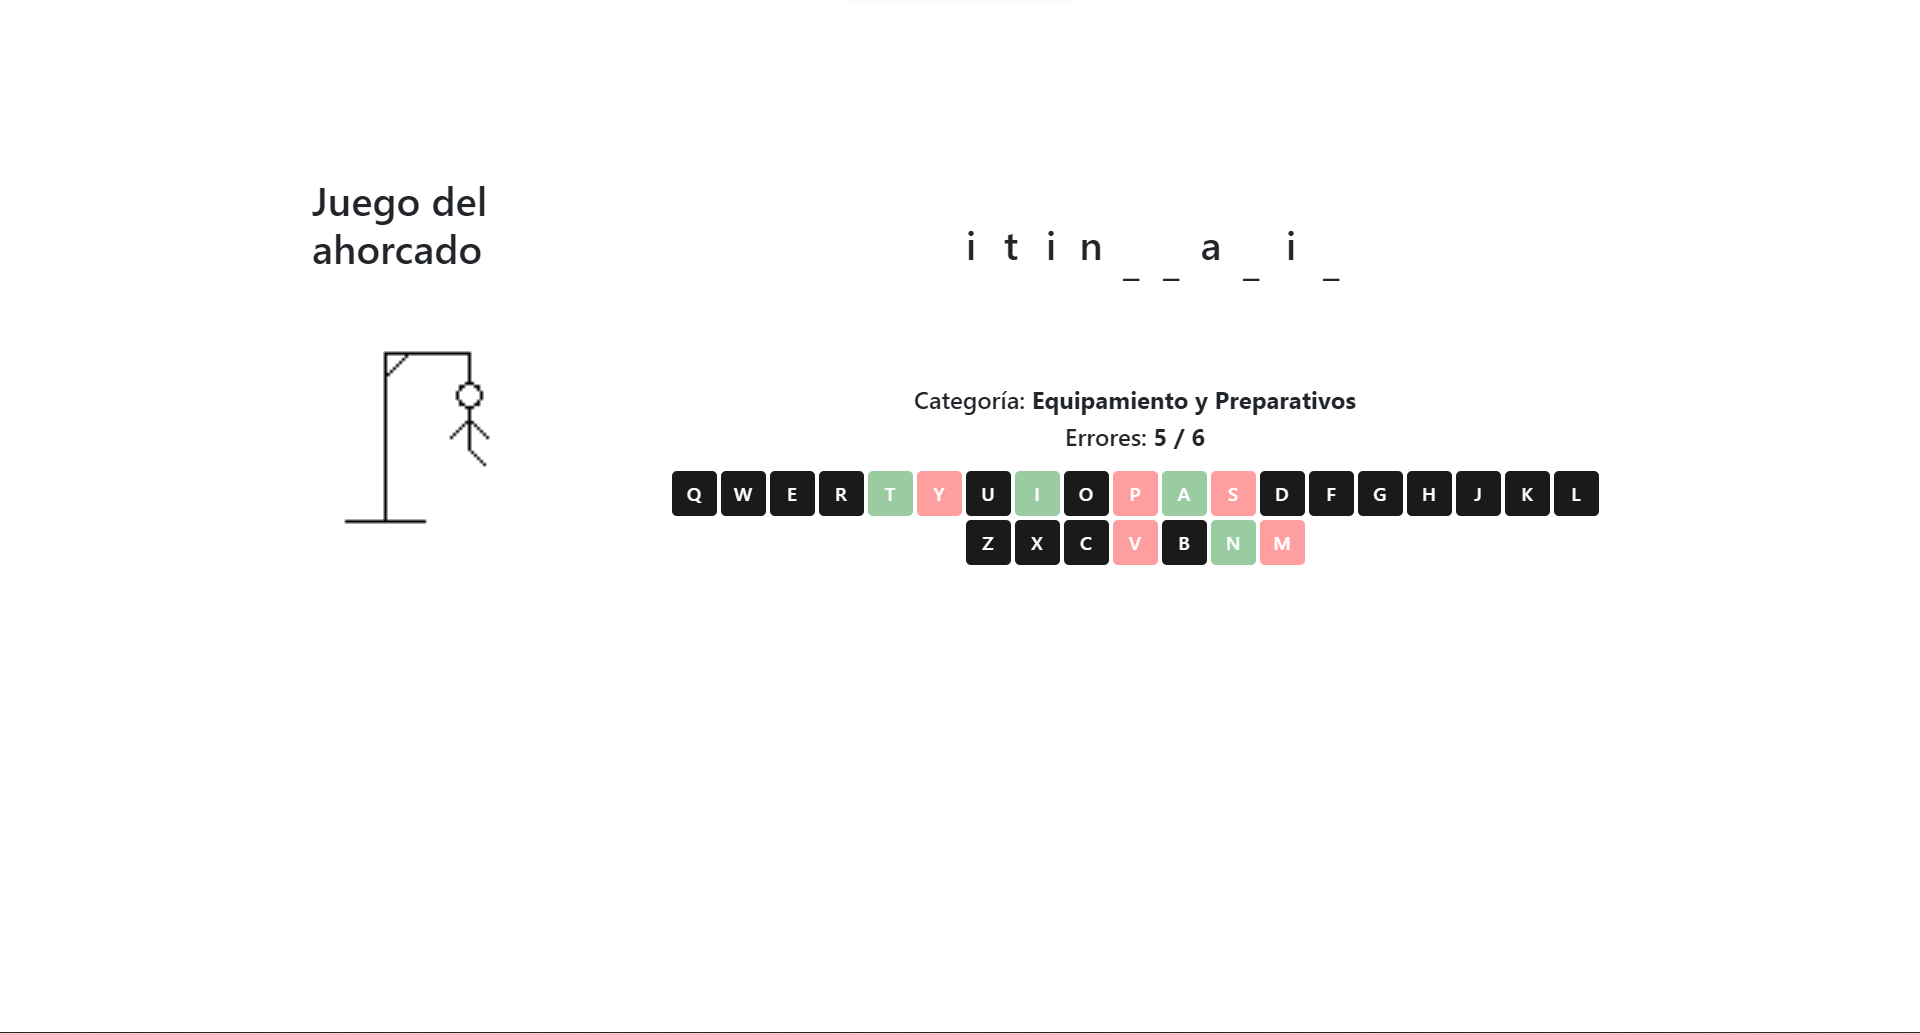 Juego del
ahorcado
i t i n _ _ a _ i _
Categoría: Equipamiento y Preparativos
Errores: 5 / 6
Q W E R T Y U I O P A S D F G H J K L
Z X C V B N M